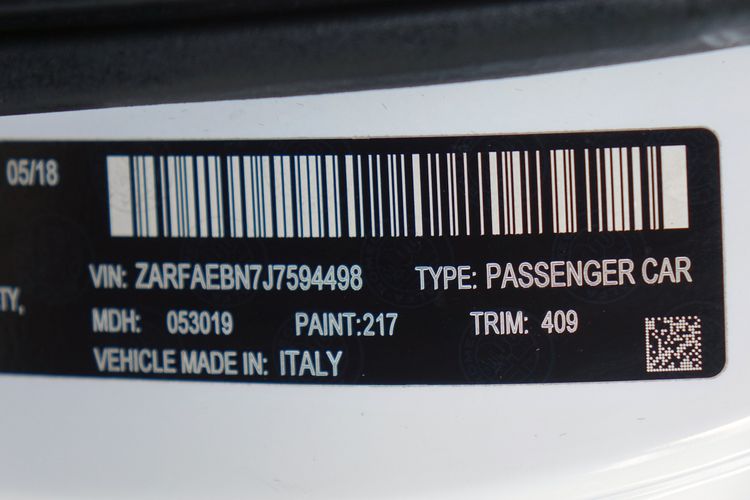 05/18
VIN: ZARFAEBN7J7594498 TYPE: PASSENGER CAR
TY,
MDH: 053019 PAINT:217 TRIM: 409
VEHICLE MADE IN: ITALY